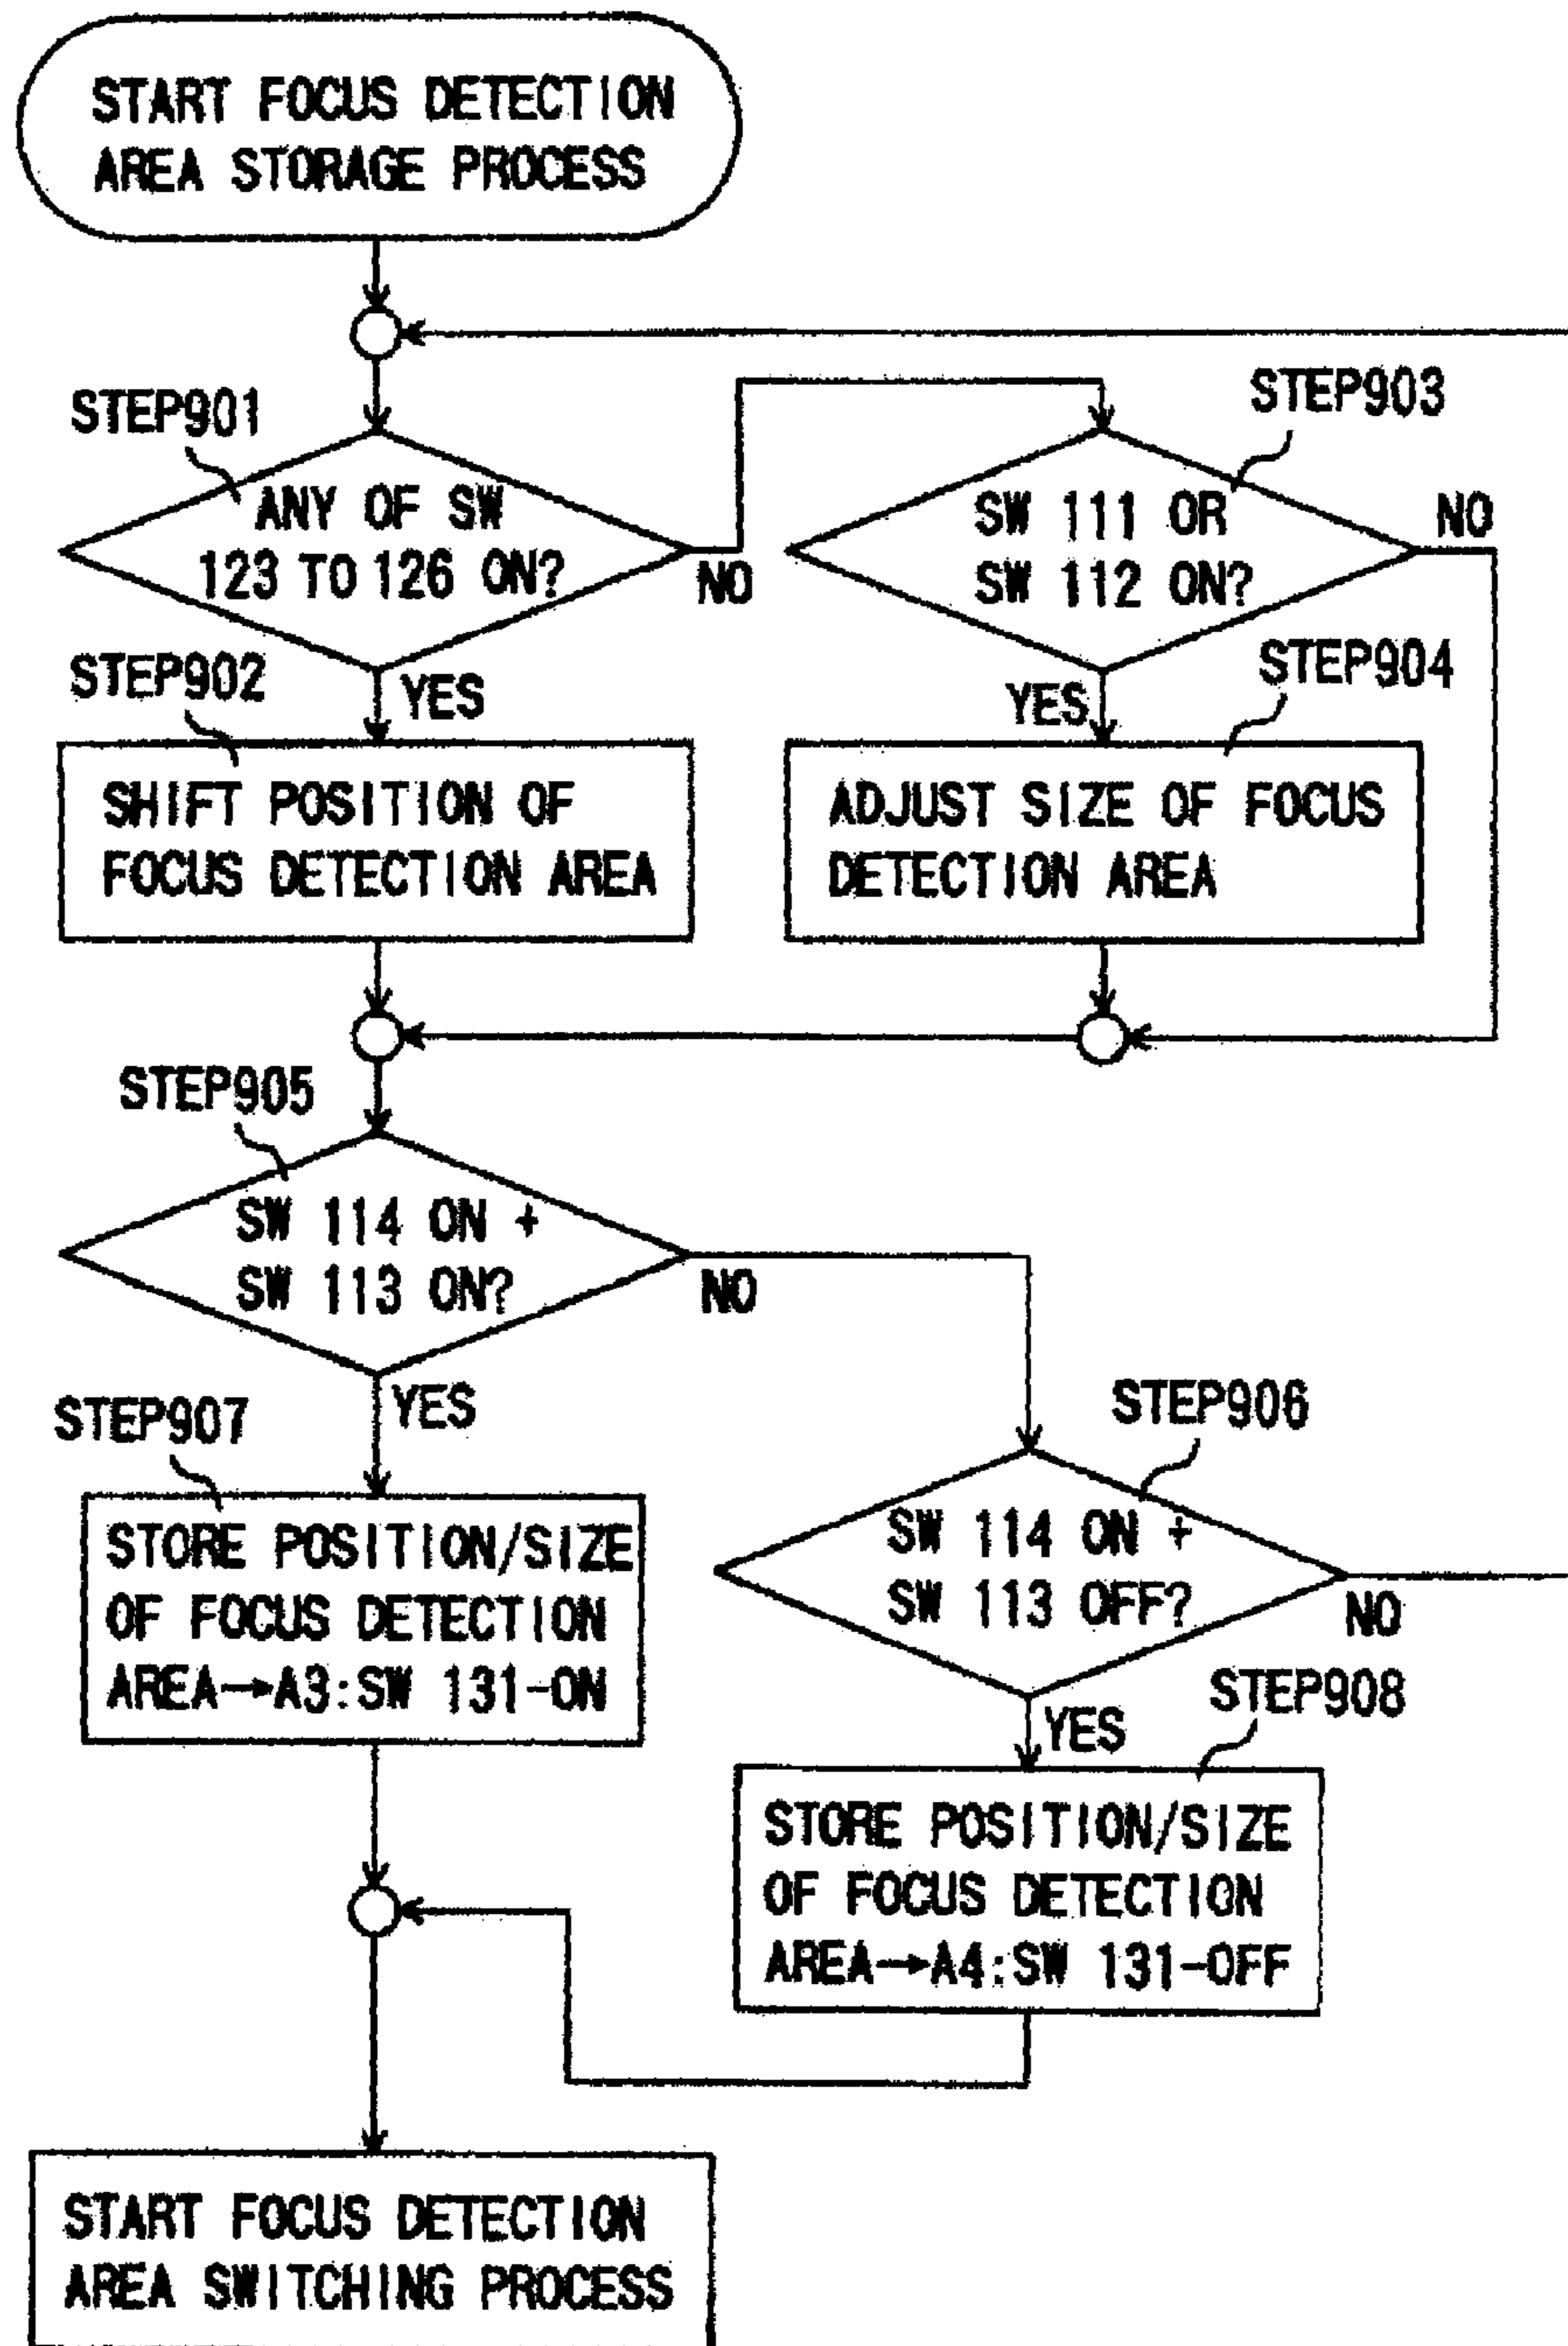 START FOCUS DETECTION
AREA STORAGE PROCESS
STEP901
ANY OF SW
123 TO 126 ON?
NO
STEP903
SW 111 OR
SW 112 ON?
NO
STEP902
YES
SHIFT POSITION OF
FOCUS DETECTION AREA
STEP904
YES
ADJUST SIZE OF FOCUS
DETECTION AREA
STEP905
SW 114 ON +
SW 113 ON?
NO
STEP907
YES
STORE POSITION/SIZE
OF FOCUS DETECTION
AREA→A3:SW 131-ON
STEP906
SW 114 ON +
SW 113 OFF?
NO
STEP908
YES
STORE POSITION/SIZE
OF FOCUS DETECTION
AREA→A4:SW 131-OFF
START FOCUS DETECTION
AREA SWITCHING PROCESS